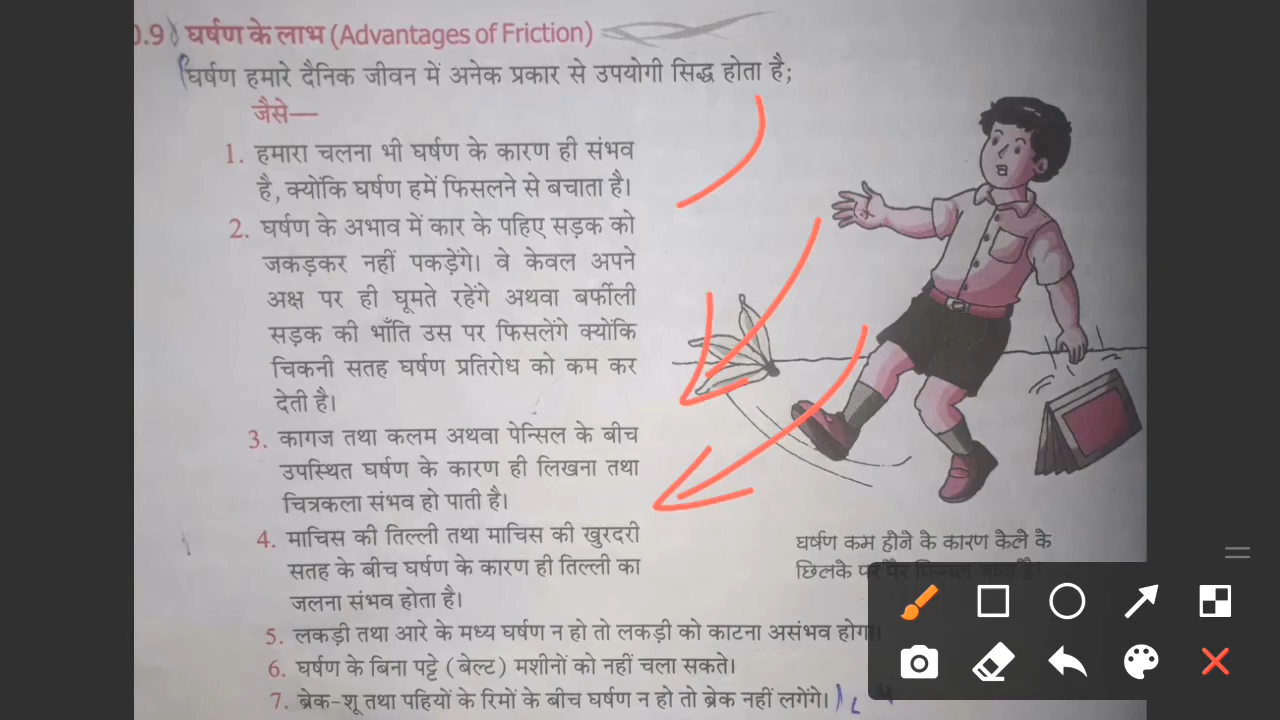 0.9 घर्षण के लाभ (Advantages of Friction)
घर्षण हमारे दैनिक जीवन में अनेक प्रकार से उपयोगी सिद्ध होता है;
जैसे—
1. हमारा चलना भी घर्षण के कारण ही संभव
है, क्योंकि घर्षण हमें फिसलने से बचाता है।
2. घर्षण के अभाव में कार के पहिए सड़क को
जकड़कर नहीं पकड़ेंगे। वे केवल अपने
अक्ष पर ही घूमते रहेंगे अथवा बर्फीली
सड़क की भाँति उस पर फिसलेंगे क्योंकि
चिकनी सतह घर्षण प्रतिरोध को कम कर
देती है।
3. कागज तथा कलम अथवा पेन्सिल के बीच
उपस्थित घर्षण के कारण ही लिखना तथा
चित्रकला संभव हो पाती है।
4. माचिस की तिल्ली तथा माचिस की खुरदरी
सतह के बीच घर्षण के कारण ही तिल्ली का
जलना संभव होता है।
घर्षण कम होने के कारण केले के
छिलके पर पैर फिसल जाता है।
5. लकड़ी तथा आरे के मध्य घर्षण न हो तो लकड़ी को काटना असंभव होगा।
6. घर्षण के बिना पट्टे (बेल्ट) मशीनों को नहीं चला सकते।
7. ब्रेक-शू तथा पहियों के रिमों के बीच घर्षण न हो तो ब्रेक नहीं लगेंगे।